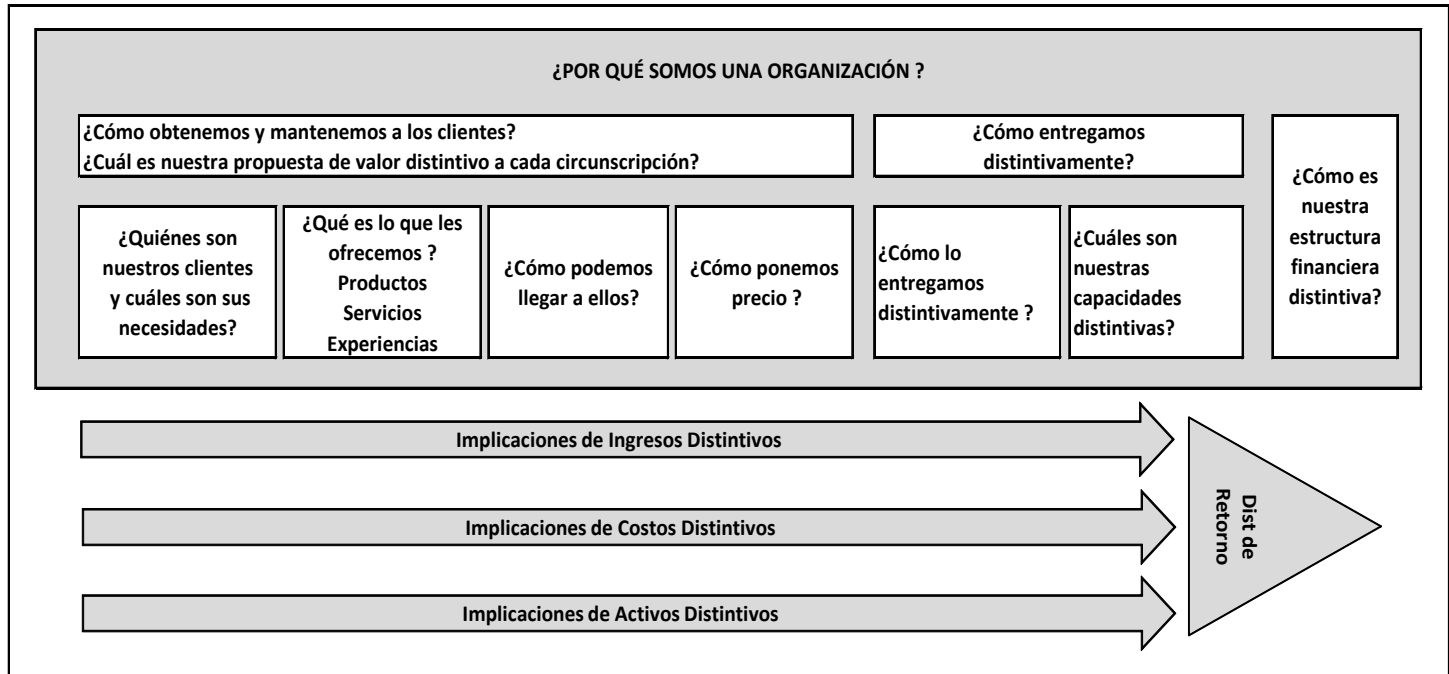 ¿POR QUÉ SOMOS UNA ORGANIZACIÓN ?
¿Cómo obtenemos y mantenemos a los clientes?
¿Cuál es nuestra propuesta de valor distintivo a cada circunscripción?
¿Cómo entregamos
distintivamente?
¿Cómo es
nuestra
estructura
financiera
distintiva?
¿Quiénes son
nuestros clientes
y cuáles son sus
necesidades?
¿Qué es lo que les
ofrecemos ?
Productos
Servicios
Experiencias
¿Cómo podemos
llegar a ellos?
¿Cómo ponemos
precio ?
¿Cómo lo
entregamos
distintivamente ?
¿Cuáles son
nuestras
capacidades
distintivas?
Implicaciones de Ingresos Distintivos
Implicaciones de Costos Distintivos
Implicaciones de Activos Distintivos
Dist de
Retorno